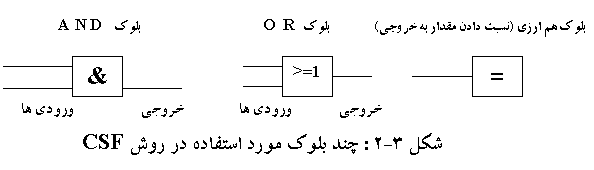 بلوک AND
بلوک OR
بلوک هم ارزی (نسبت دادن مقدار به خروجی)
&
>=1
=
ورودی ها
خروجی
ورودی ها
خروجی
شکل ۳-۲ : چند بلوک مورد استفاده در روش CSF